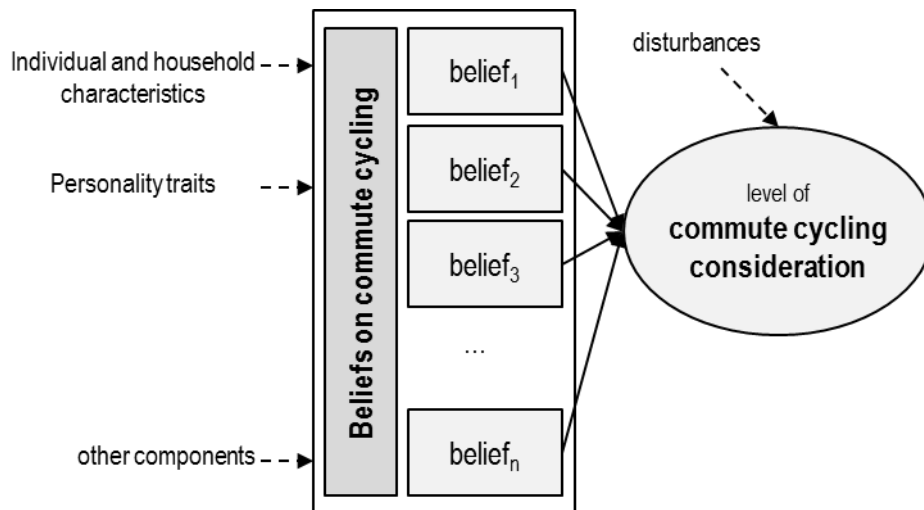 Individual and household
characteristics
Personality traits
other components
Beliefs on commute cycling
belief₁
belief₂
belief₃
...
beliefₙ
disturbances
level of
commute cycling
consideration